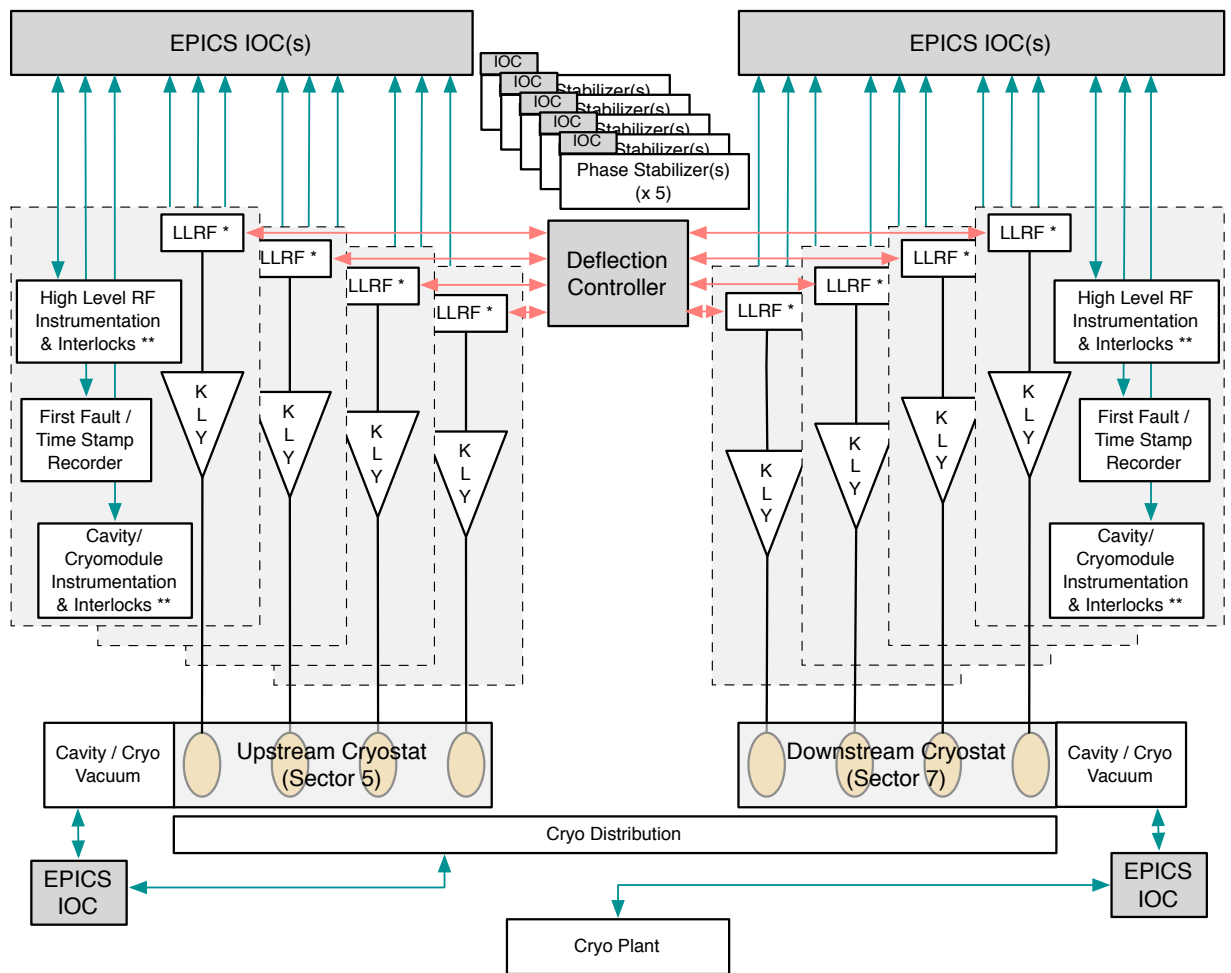 EPICS IOC(s)
EPICS IOC(s)
IOC
IOC
Stabilizer(s)
IOC
Stabilizer(s)
IOC
Stabilizer(s)
IOC
Stabilizer(s)
Phase Stabilizer(s)
(x 5)
LLRF *
LLRF *
LLRF *
LLRF *
Deflection
Controller
LLRF *
LLRF *
LLRF *
LLRF *
High Level RF
Instrumentation
& Interlocks **
High Level RF
Instrumentation
& Interlocks **
First Fault /
Time Stamp
Recorder
First Fault /
Time Stamp
Recorder
Cavity/
Cryomodule
Instrumentation
& Interlocks **
Cavity/
Cryomodule
Instrumentation
& Interlocks **
K
L
Y
K
L
Y
K
L
Y
K
L
Y
K
L
Y
K
L
Y
K
L
Y
K
L
Y
Cavity / Cryo
Vacuum
Upstream Cryostat
(Sector 5)
Downstream Cryostat
(Sector 7)
Cavity / Cryo
Vacuum
Cryo Distribution
EPICS
IOC
EPICS
IOC
Cryo Plant